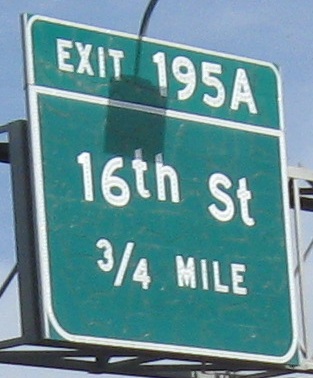 EXIT 195A
16th St
3/4 MILE